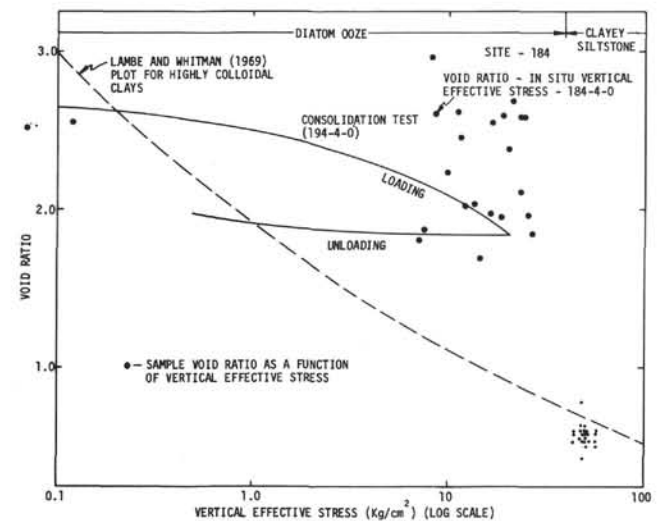 DIATOM OOZE
CLAYEY
SILTSTONE
SITE - 184
LAMBE AND WHITMAN (1969)
PLOT FOR HIGHLY COLLOIDAL
CLAYS
VOID RATIO - IN SITU VERTICAL
EFFECTIVE STRESS - 184-4-0
CONSOLIDATION TEST
(194-4-0)
LOADING
UNLOADING
- SAMPLE VOID RATIO AS A FUNCTION
OF VERTICAL EFFECTIVE STRESS
3.0
2.0
1.0
VOID RATIO
0.1
1.0
10
100
VERTICAL EFFECTIVE STRESS (Kg/cm²) (LOG SCALE)